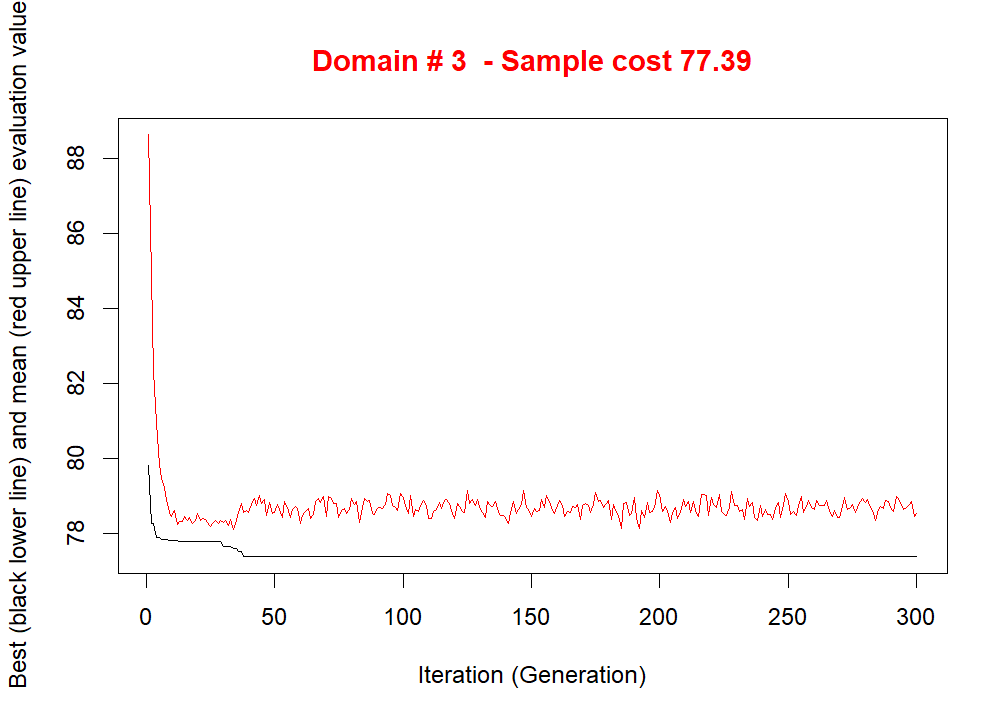 Domain # 3  - Sample cost 77.39
Best (black lower line) and mean (red upper line) evaluation value
88
86
84
82
80
78
0 50 100 150 200 250 300
Iteration (Generation)